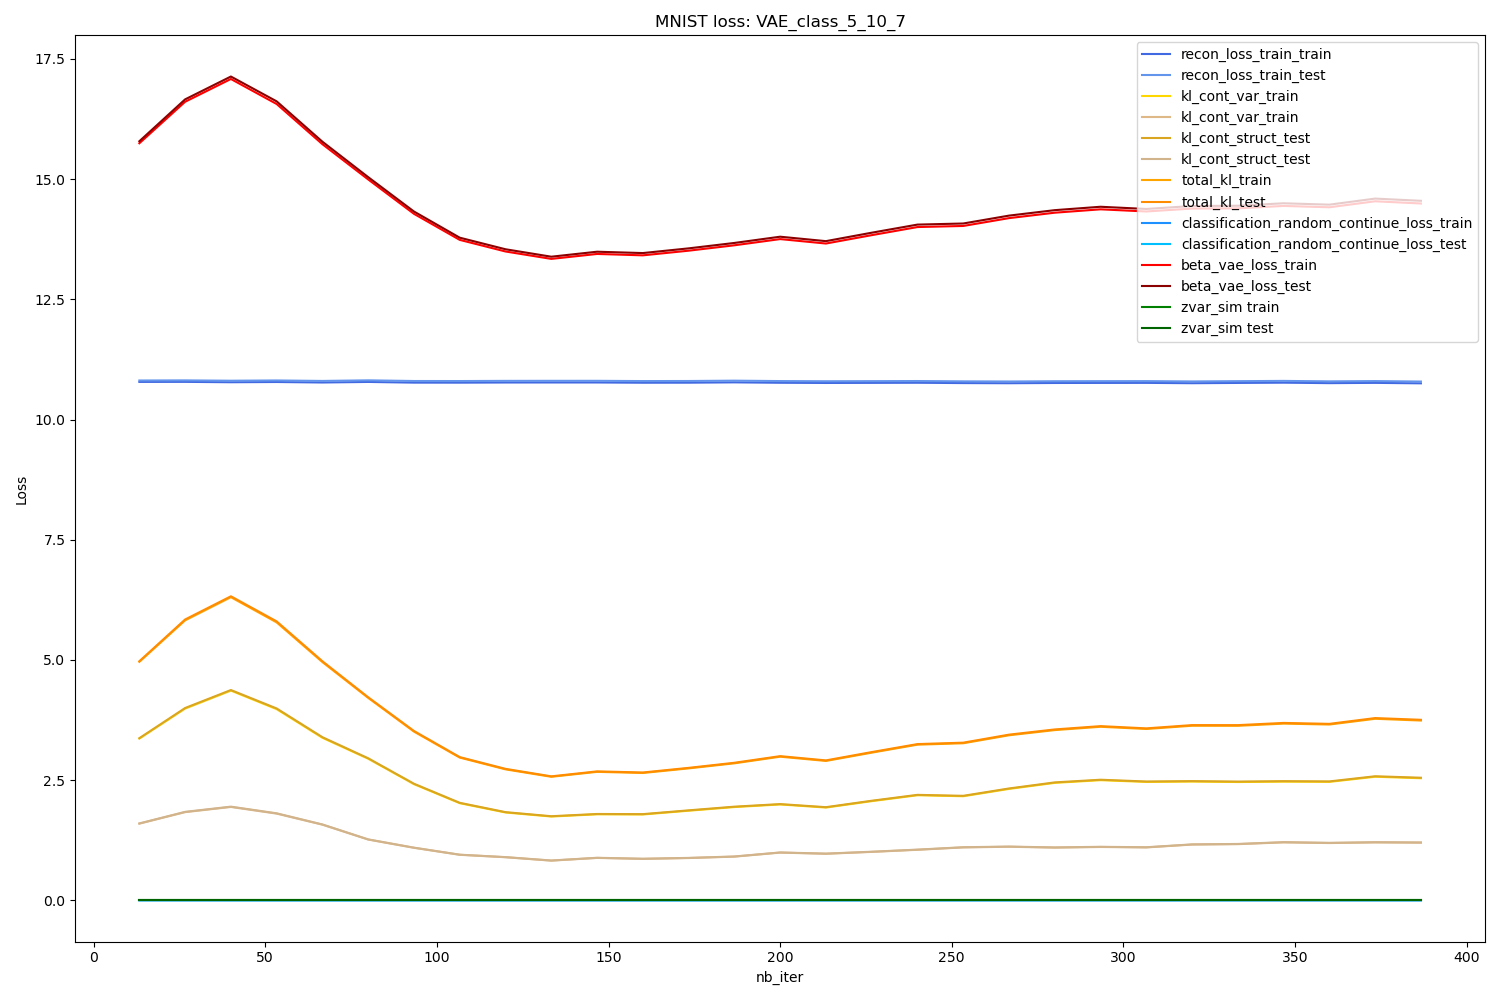 MNIST loss: VAE_class_5_10_7
17.5
15.0
12.5
10.0
7.5
5.0
2.5
0.0
Loss
recon_loss_train_train
recon_loss_train_test
kl_cont_var_train
kl_cont_var_train
kl_cont_struct_test
kl_cont_struct_test
total_kl_train
total_kl_test
classification_random_continue_loss_train
classification_random_continue_loss_test
beta_vae_loss_train
beta_vae_loss_test
zvar_sim train
zvar_sim test
0 50 100 150 200 250 300 350 400
nb_iter